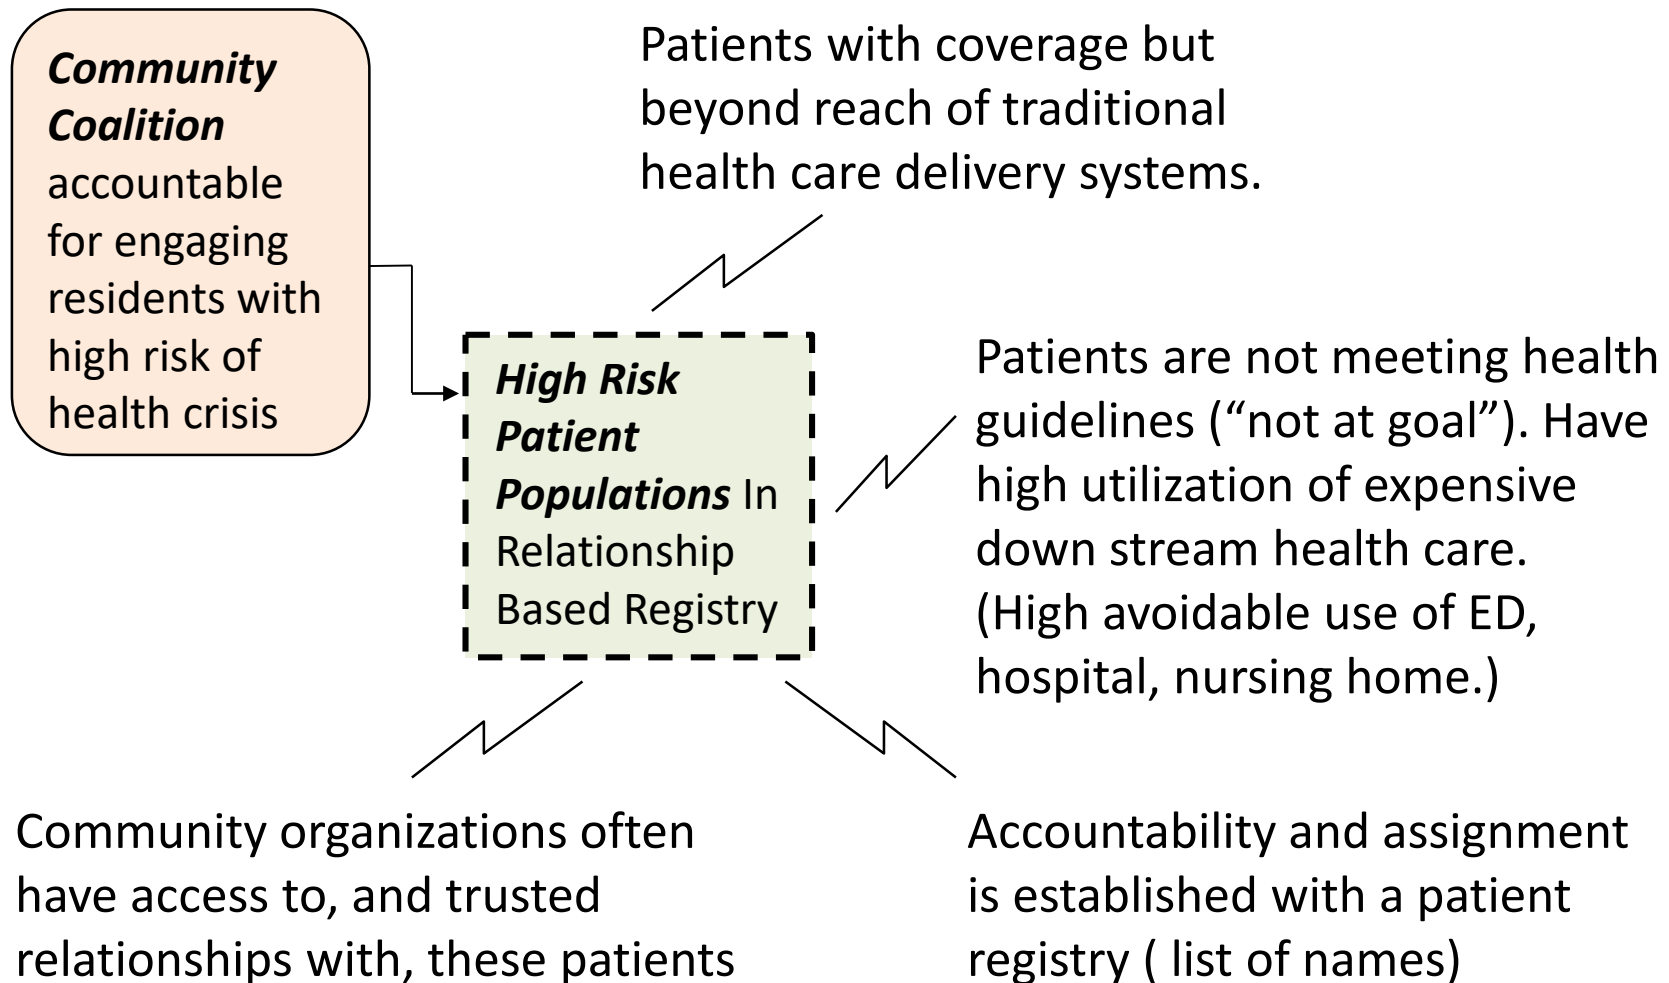 Community
Coalition
accountable
for engaging
residents with
high risk of
health crisis
Patients with coverage but
beyond reach of traditional
health care delivery systems.
High Risk
Patient
Populations In
Relationship
Based Registry
Patients are not meeting health
guidelines (“not at goal”). Have
high utilization of expensive
down stream health care.
(High avoidable use of ED,
hospital, nursing home.)
Community organizations often
have access to, and trusted
relationships with, these patients
Accountability and assignment
is established with a patient
registry ( list of names)